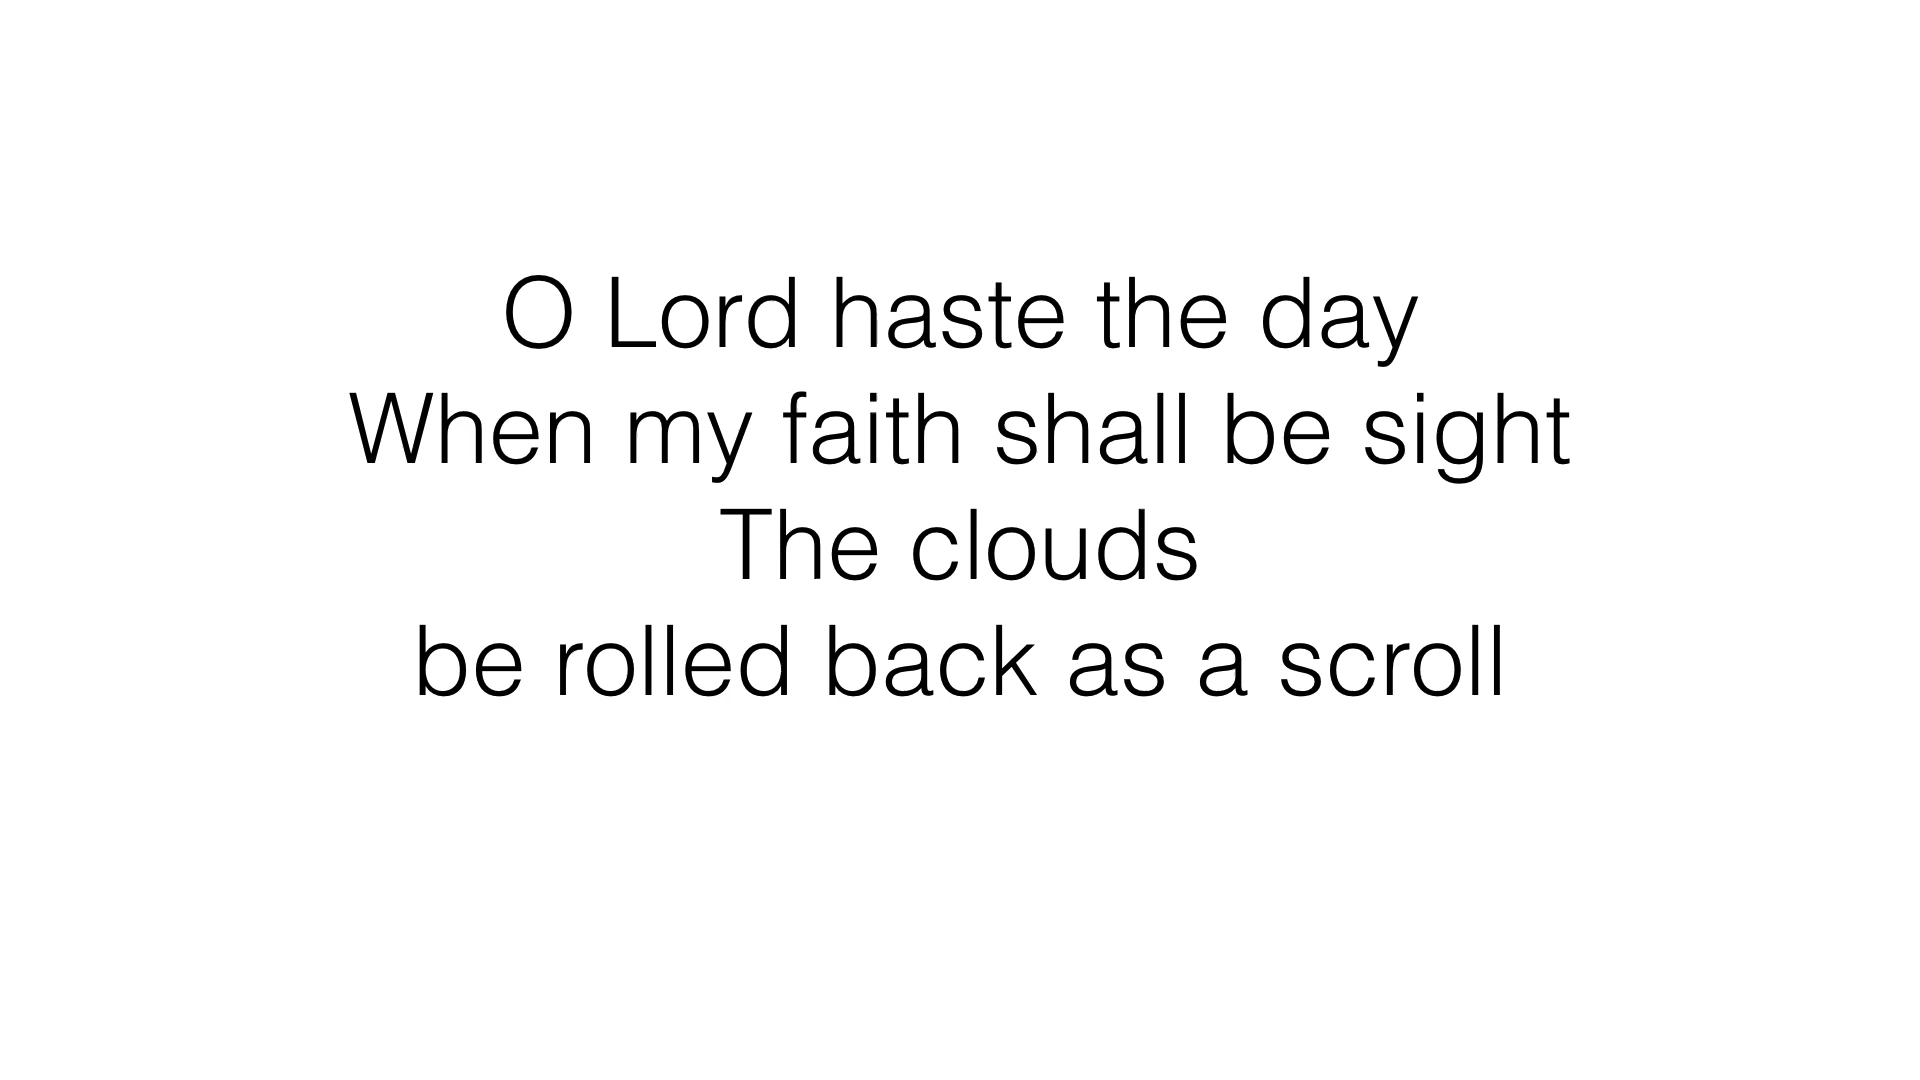 O Lord haste the day
When my faith shall be sight
The clouds
be rolled back as a scroll